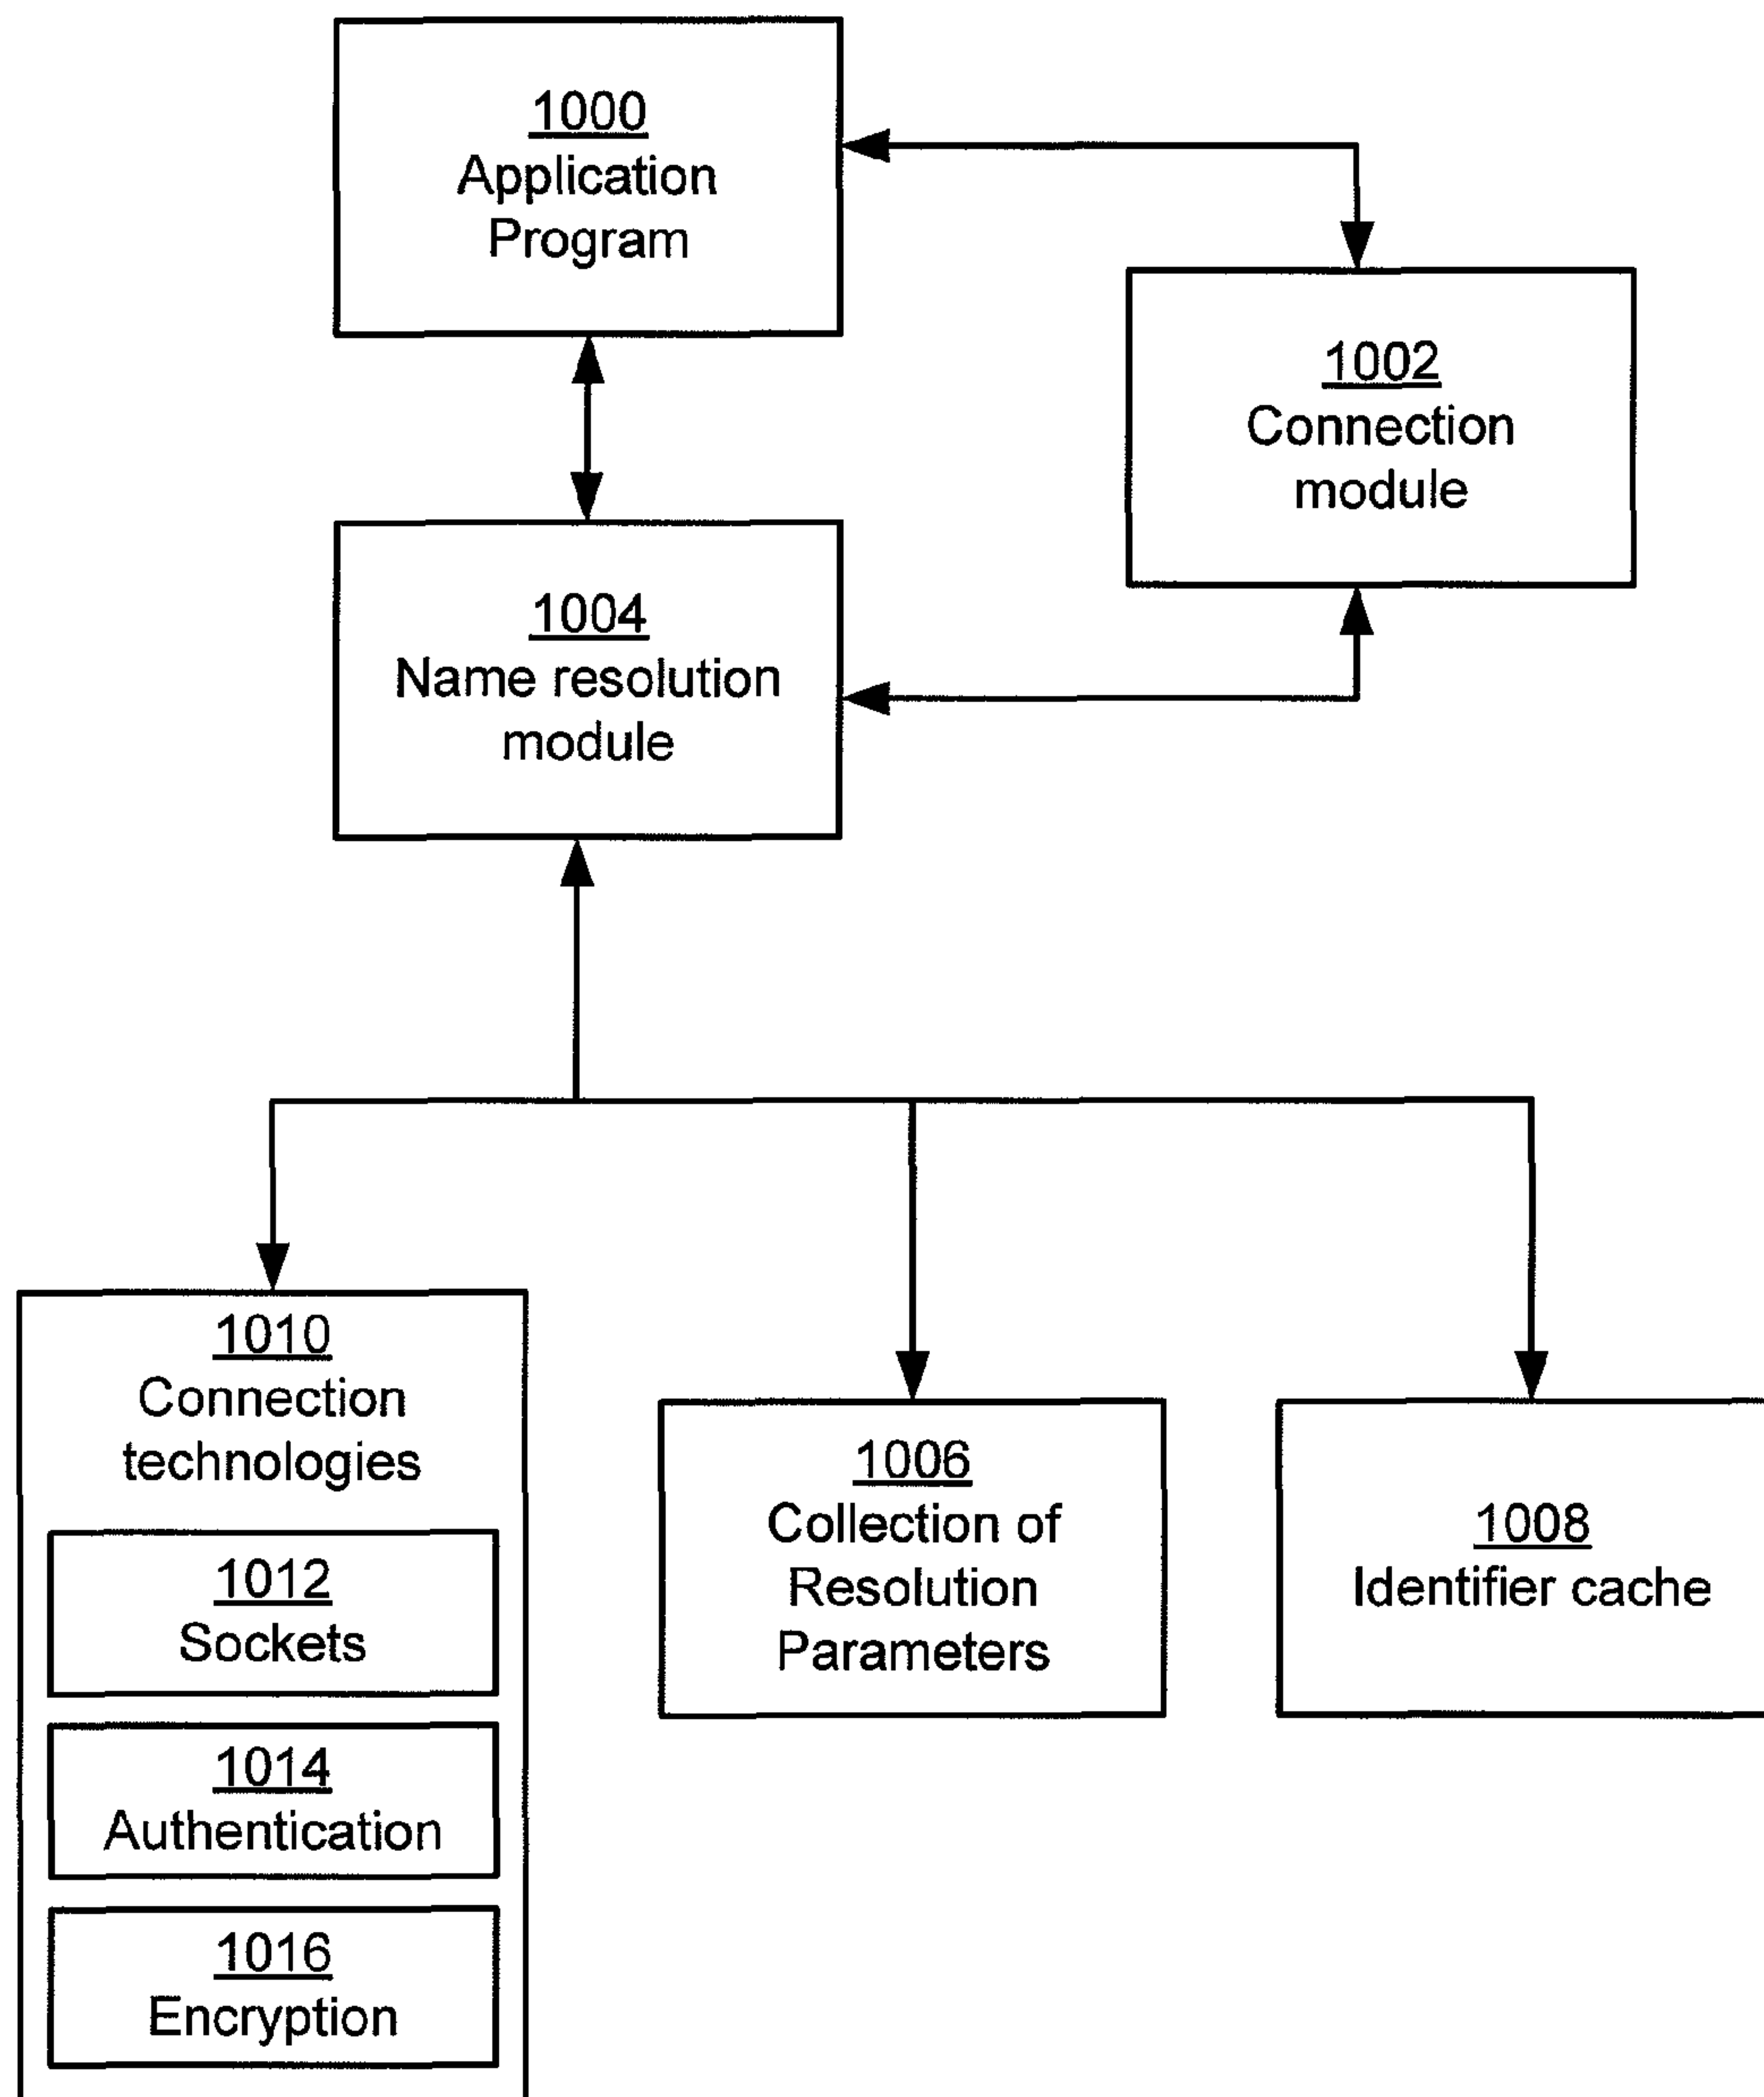 1000
Application
Program
1002
Connection
module
1004
Name resolution
module
1010
Connection
technologies
1012
Sockets
1014
Authentication
1016
Encryption
1006
Collection of
Resolution
Parameters
1008
Identifier cache